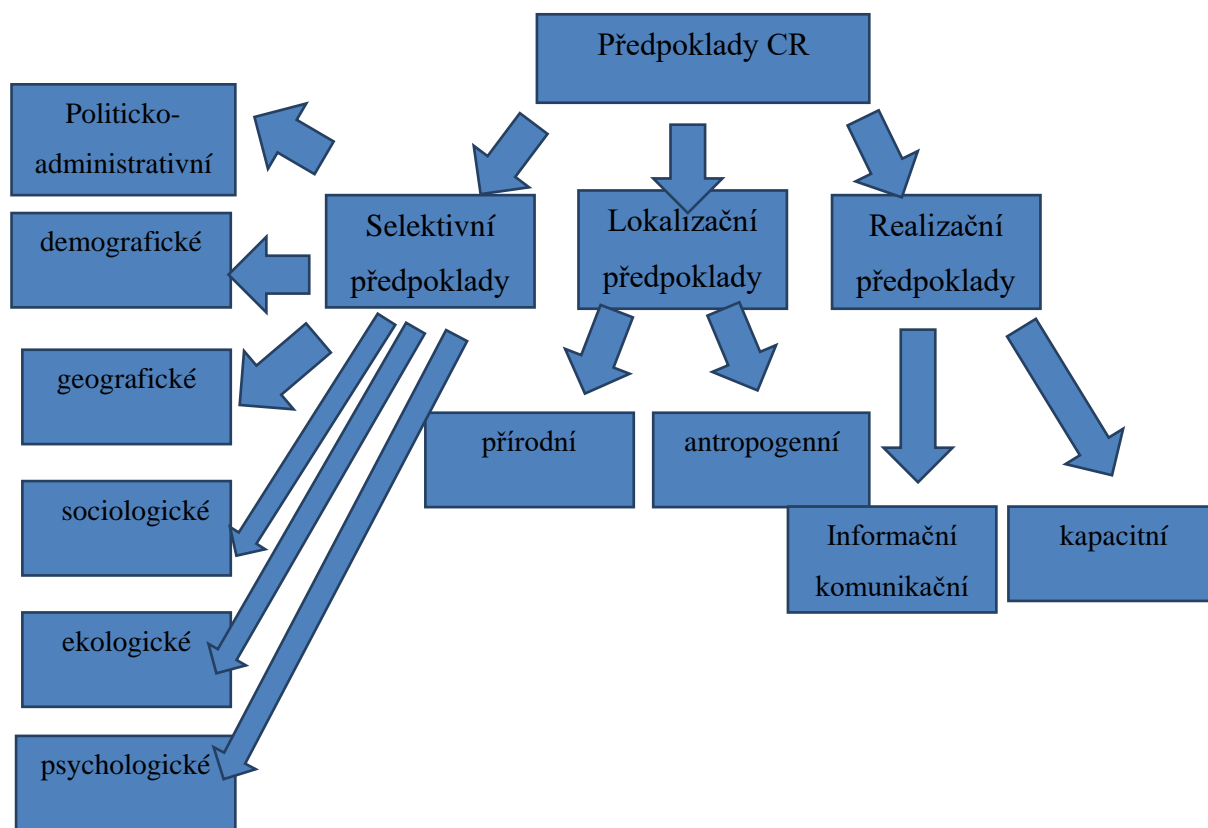 Předpoklady CR
Politicko-
administrativní
demografické
geografické
sociologické
ekologické
psychologické
Selektivní
předpoklady
Lokalizační
předpoklady
Realizační
předpoklady
přírodní
antropogenní
Informační
komunikační
kapacitní